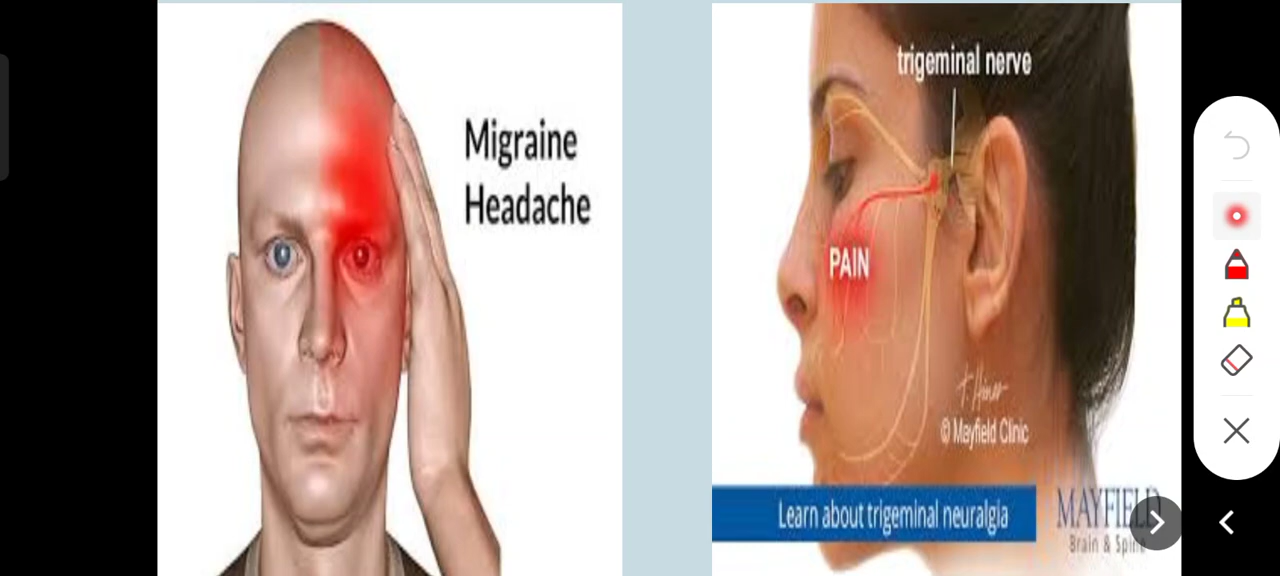 Migraine
Headache
trigeminal nerve
PAIN
© Mayfield Clinic
Learn about trigeminal neuralgia
MAYFIELD
Brain & Spine